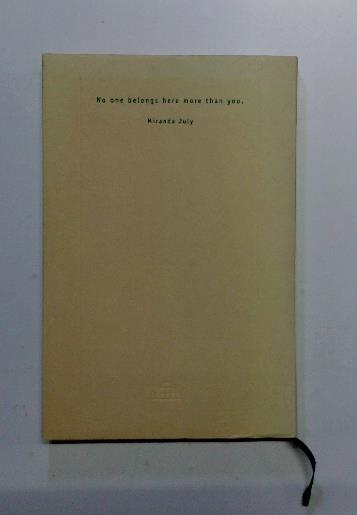 No one belongs here more than you.
Miranda July